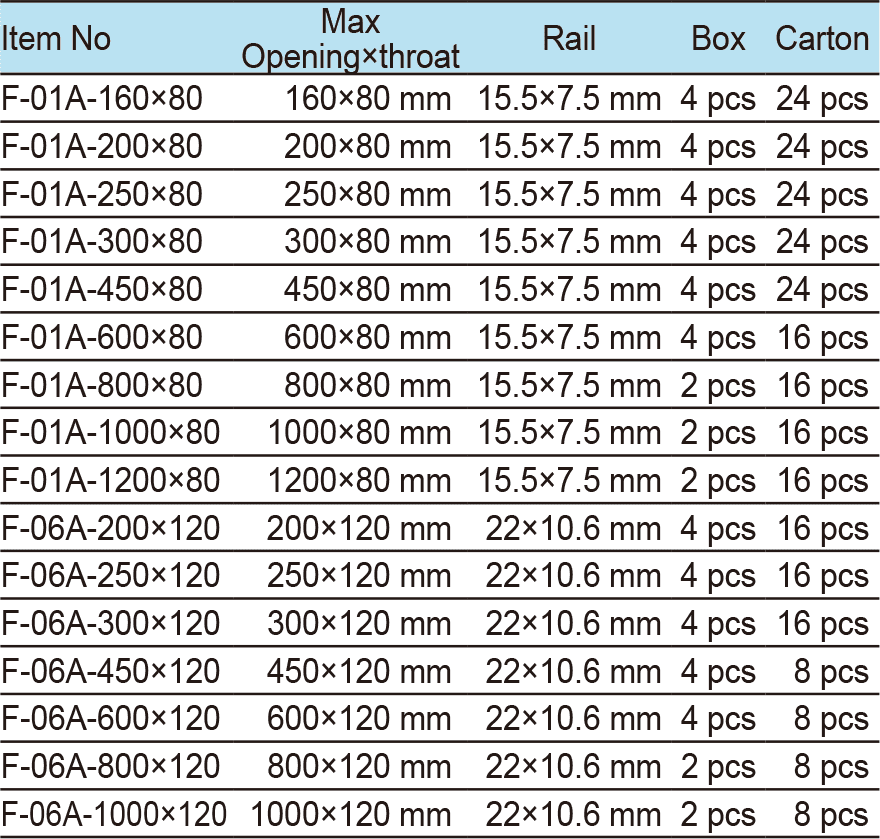 Item No Max Opening×throat Rail Box Carton
F-01A-160×80 160×80 mm 15.5×7.5 mm 4 pcs 24 pcs
F-01A-200×80 200×80 mm 15.5×7.5 mm 4 pcs 24 pcs
F-01A-250×80 250×80 mm 15.5×7.5 mm 4 pcs 24 pcs
F-01A-300×80 300×80 mm 15.5×7.5 mm 4 pcs 24 pcs
F-01A-450×80 450×80 mm 15.5×7.5 mm 4 pcs 24 pcs
F-01A-600×80 600×80 mm 15.5×7.5 mm 4 pcs 16 pcs
F-01A-800×80 800×80 mm 15.5×7.5 mm 2 pcs 16 pcs
F-01A-1000×80 1000×80 mm 15.5×7.5 mm 2 pcs 16 pcs
F-01A-1200×80 1200×80 mm 15.5×7.5 mm 2 pcs 16 pcs
F-06A-200×120 200×120 mm 22×10.6 mm 4 pcs 16 pcs
F-06A-250×120 250×120 mm 22×10.6 mm 4 pcs 16 pcs
F-06A-300×120 300×120 mm 22×10.6 mm 4 pcs 16 pcs
F-06A-450×120 450×120 mm 22×10.6 mm 4 pcs 8 pcs
F-06A-600×120 600×120 mm 22×10.6 mm 4 pcs 8 pcs
F-06A-800×120 800×120 mm 22×10.6 mm 2 pcs 8 pcs
F-06A-1000×120 1000×120 mm 22×10.6 mm 2 pcs 8 pcs